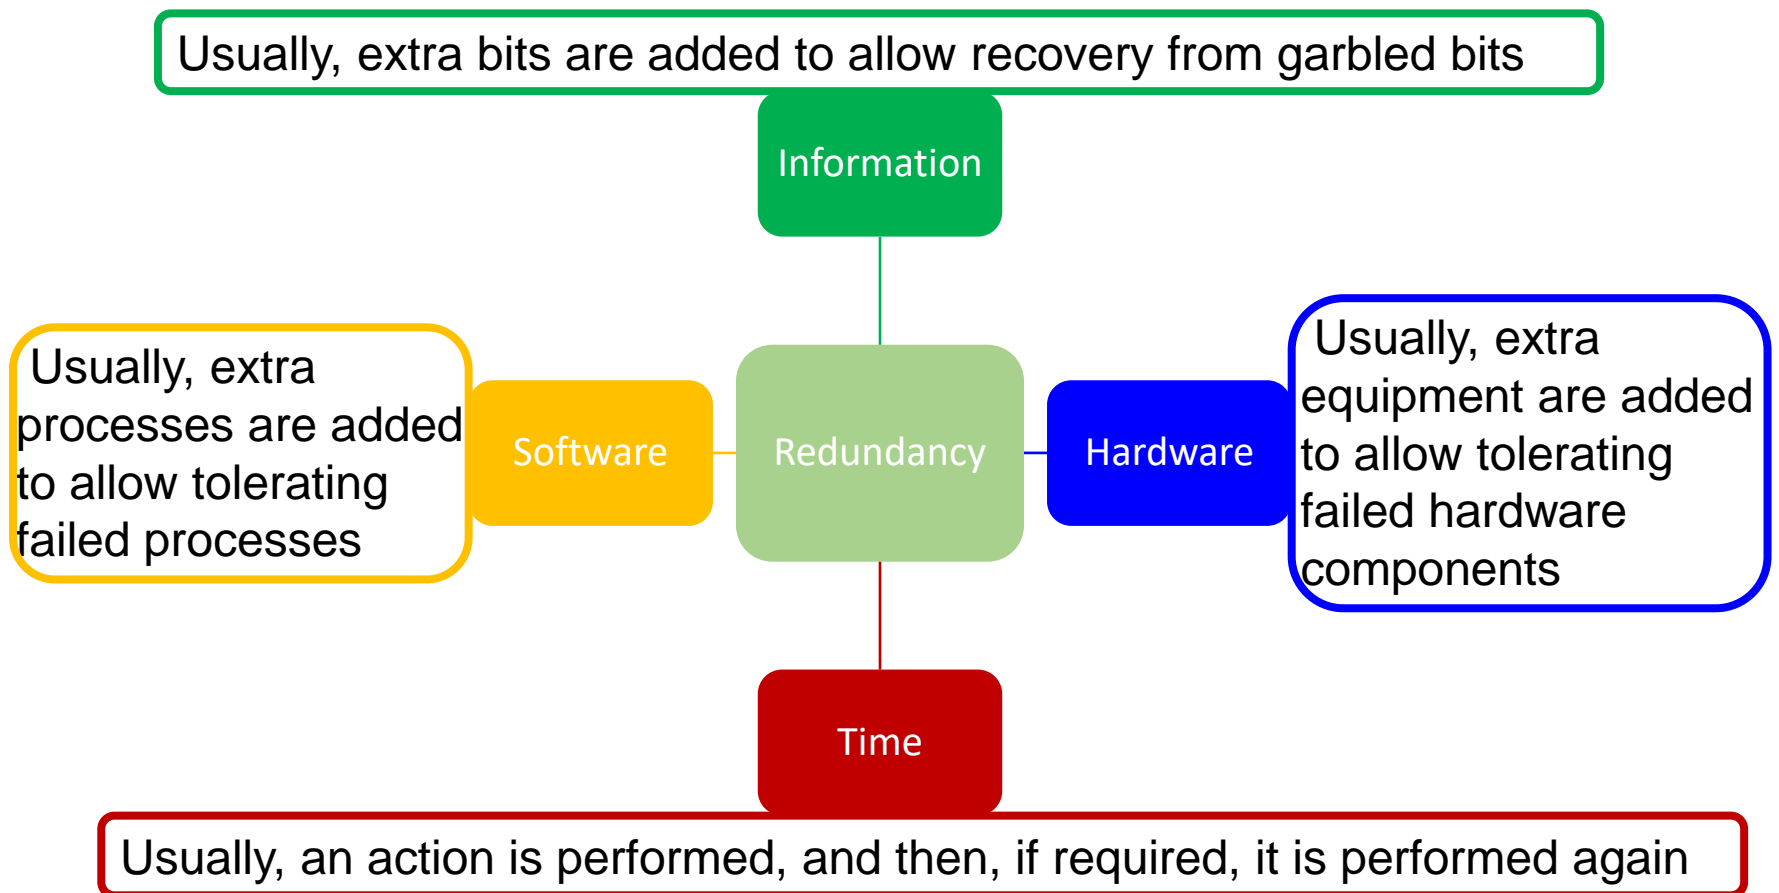 Usually, extra bits are added to allow recovery from garbled bits
Information
Usually, extra
processes are added
to allow tolerating
failed processes
Software
Redundancy
Hardware
Usually, extra
equipment are added
to allow tolerating
failed hardware
components
Time
Usually, an action is performed, and then, if required, it is performed again